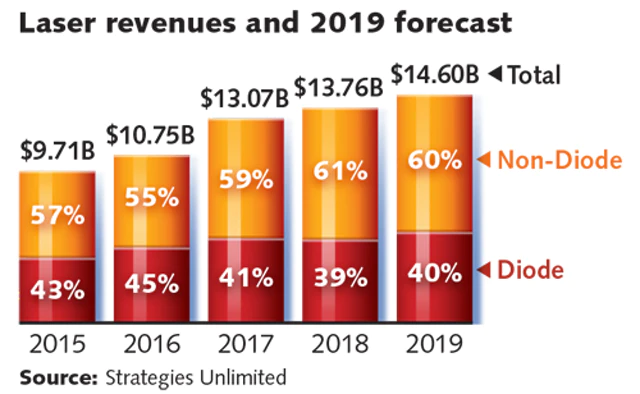 Laser revenues and 2019 forecast
$9.71B $10.75B $13.07B $13.76B $14.60B ◄ Total
57% 55% 59% 61% 60% ◄ Non-Diode
43% 45% 41% 39% 40% ◄ Diode
2015 2016 2017 2018 2019
Source: Strategies Unlimited